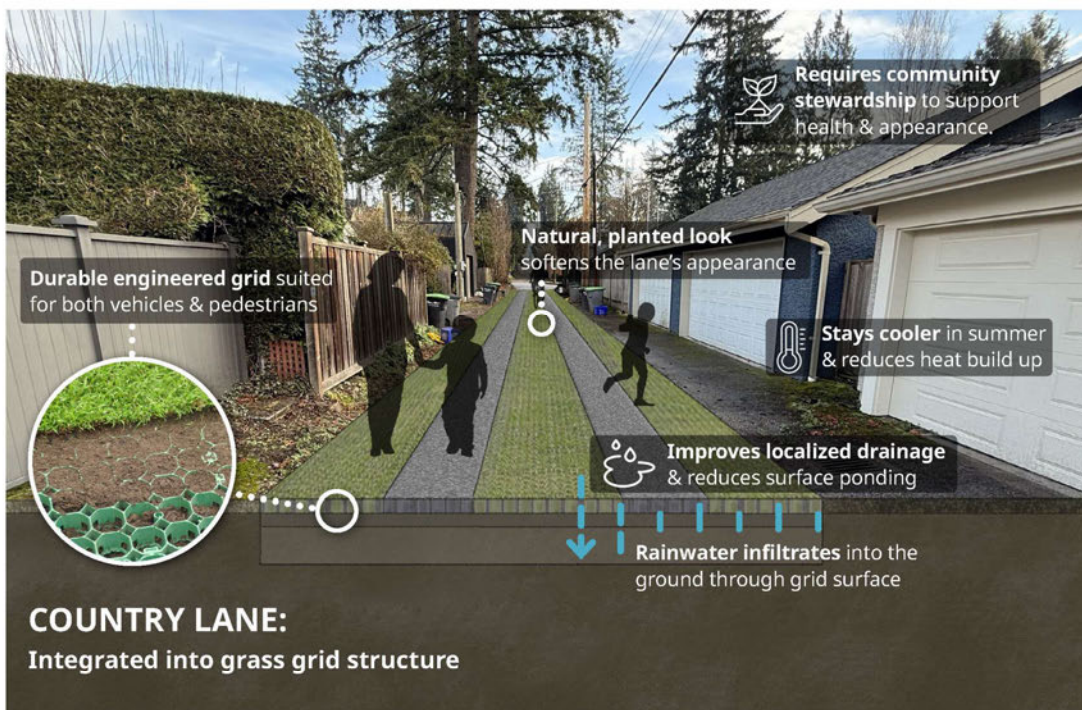 Requires community
stewardship to support
health & appearance.
Natural, planted look
softens the lane's appearance
Durable engineered grid suited
for both vehicles & pedestrians
Stays cooler in summer
& reduces heat build up
Improves localized drainage
& reduces surface ponding
Rainwater infiltrates into the
ground through grid surface
COUNTRY LANE:
Integrated into grass grid structure